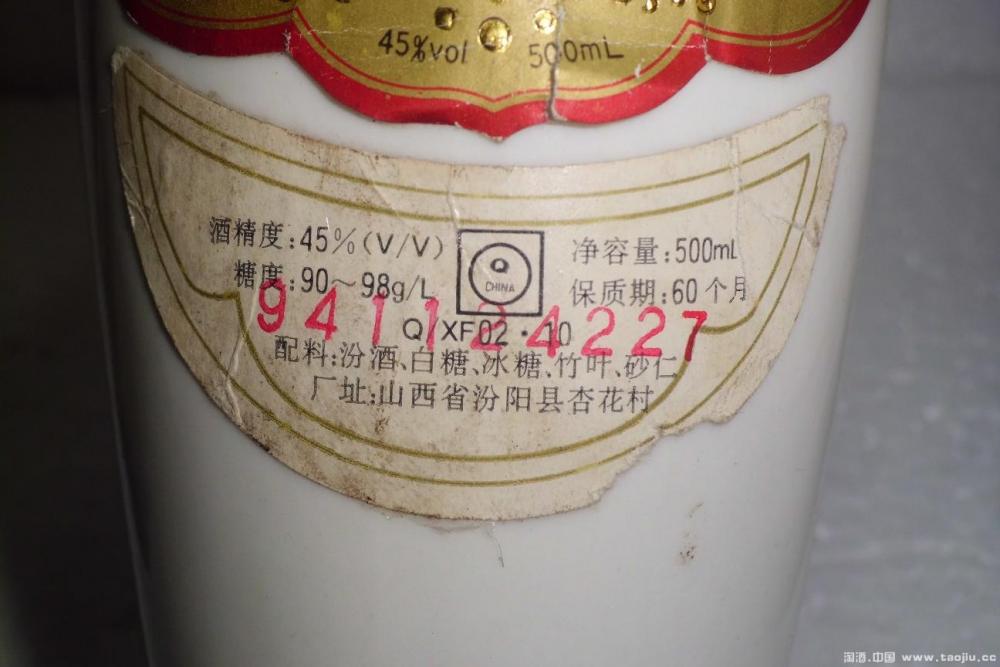 45%vol 500mL
酒精度:45%(V/V)
糖度:90～98g/L
Q
CHINA
净容量:500mL
保质期:60个月
941124227
Q/XF02·10
配料:汾酒、白糖、冰糖、竹叶、砂仁
厂址:山西省汾阳县杏花村
淘酒.中国 www.taojiu.cc